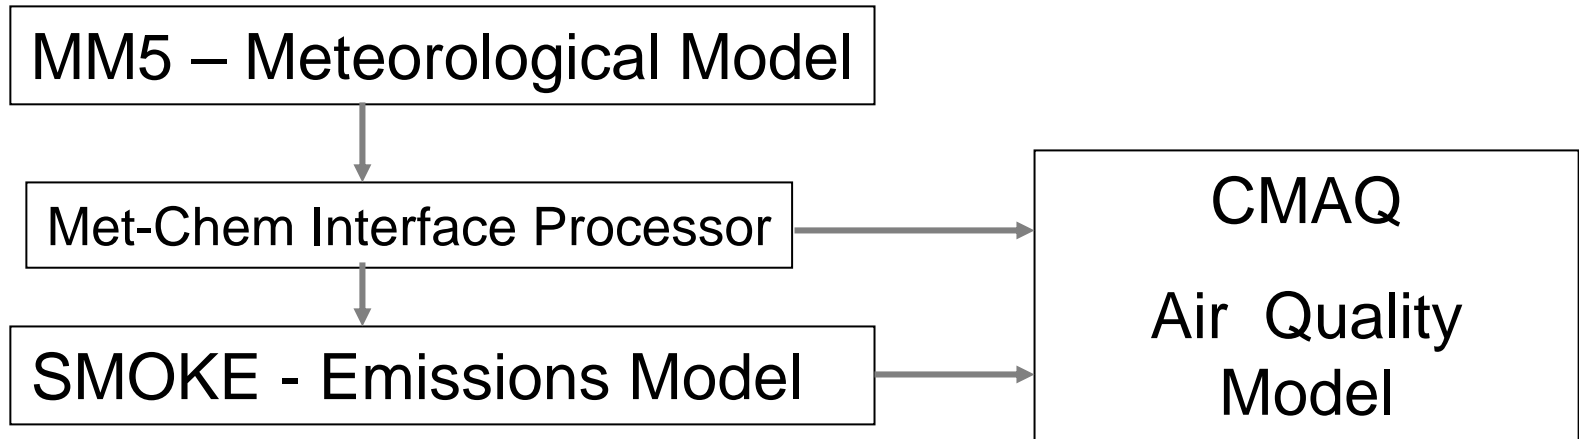 MM5 – Meteorological Model
Met-Chem Interface Processor
SMOKE - Emissions Model
CMAQ
Air Quality
Model